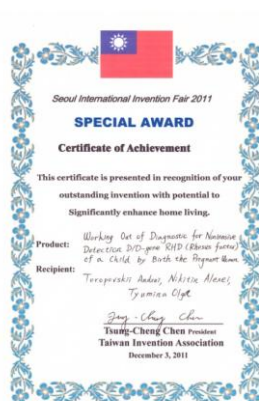 Seoul International Invention Fair 2011
SPECIAL AWARD
Certificate of Achievement
This certificate is presented in recognition of your
outstanding invention with potential to
Significantly enhance home living.
Product: Working Out of Diagnostic for Noninvasive
Detection D/D-gene RHD (Rhesus factor)
of a Child by Both the Pregnant
Recipient: Toropovskii Andrei, Nikitin Alexei,
Tyumina Olga
Tsung-Cheng Chen President
Taiwan Invention Association
December 3, 2011